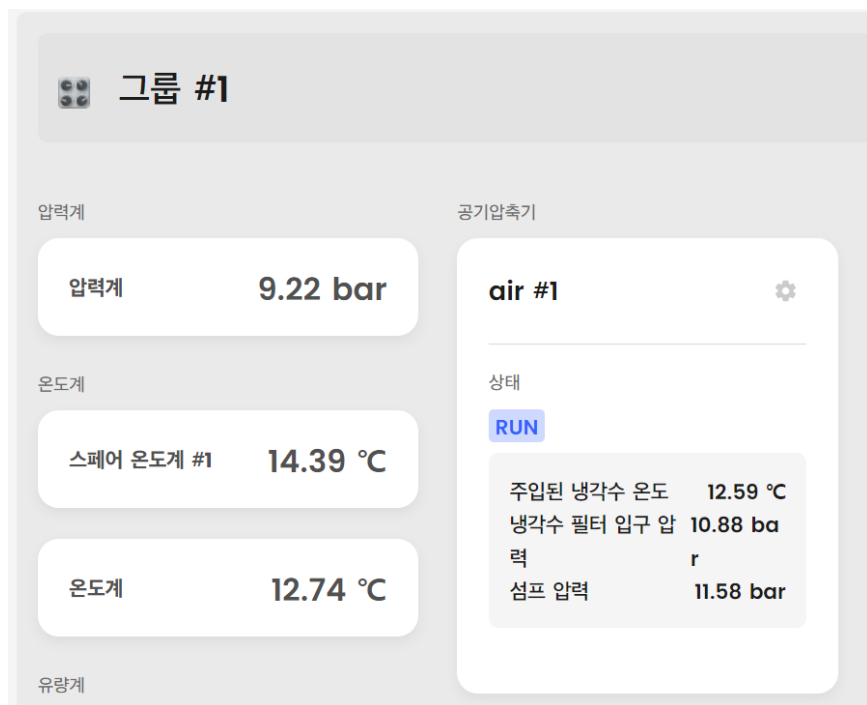 그룹 #1
압력계
압력계 9.22 bar
온도계
스페어 온도계 #1 14.39 ℃
온도계 12.74 ℃
유량계
공기압축기
air #1
상태
RUN
주입된 냉각수 온도 12.59 ℃
냉각수 필터 입구 압 10.88 ba
력 r
섬프 압력 11.58 bar